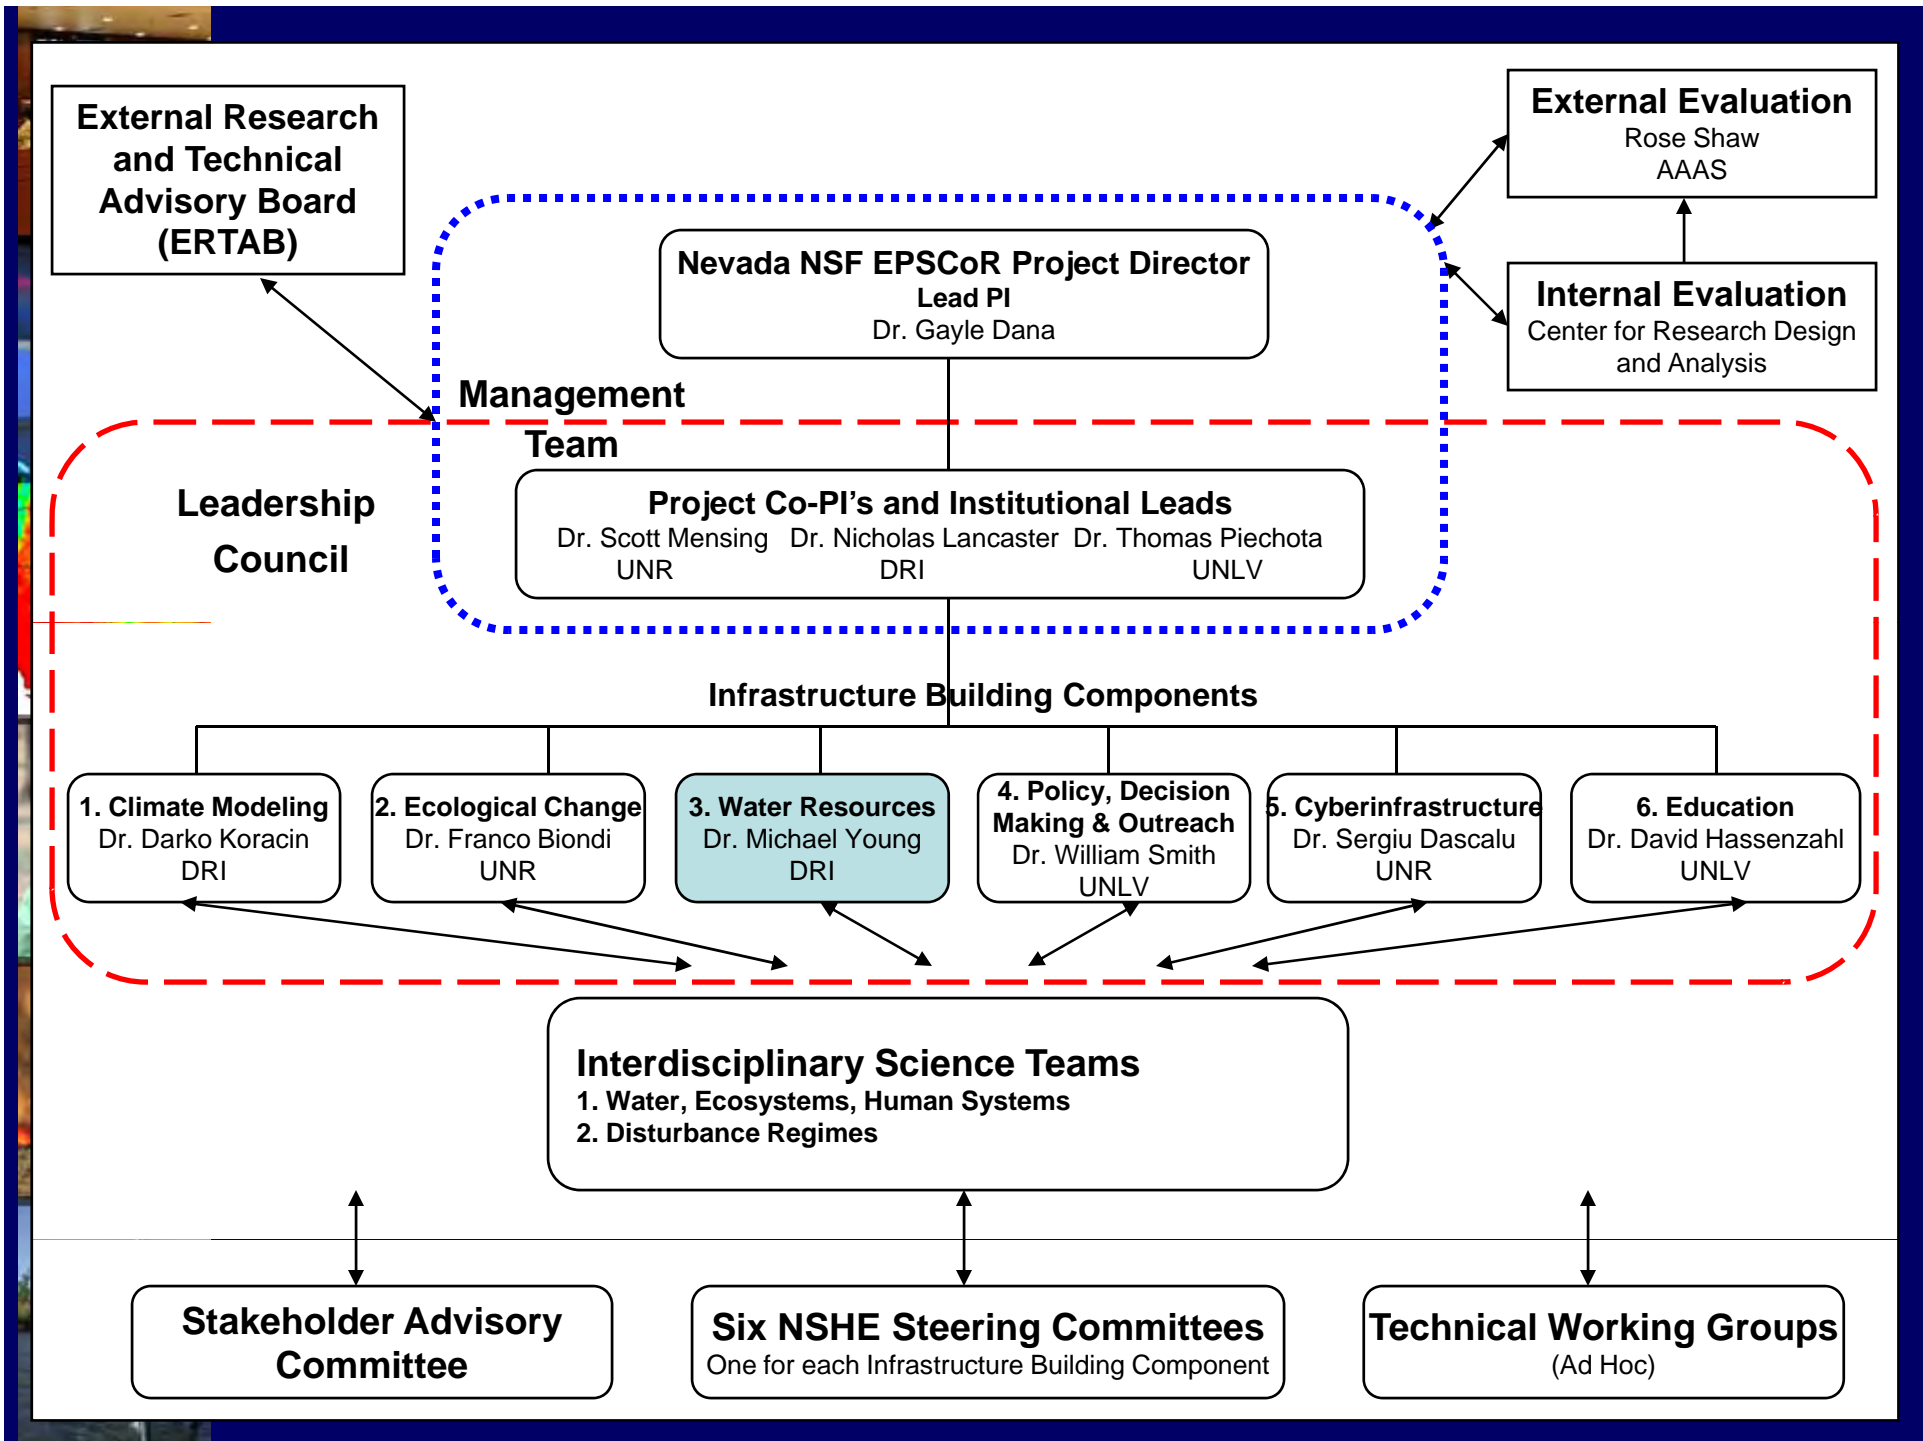 External Research
and Technical
Advisory Board
(ERTAB)
External Evaluation
Rose Shaw
AAAS
Nevada NSF EPSCoR Project Director
Lead PI
Dr. Gayle Dana
Internal Evaluation
Center for Research Design
and Analysis
Management
Team
Leadership
Council
Project Co-PI’s and Institutional Leads
Dr. Scott Mensing Dr. Nicholas Lancaster Dr. Thomas Piechota
UNR DRI UNLV
Infrastructure Building Components
1. Climate Modeling
Dr. Darko Koracin
DRI
2. Ecological Change
Dr. Franco Biondi
UNR
3. Water Resources
Dr. Michael Young
DRI
4. Policy, Decision
Making & Outreach
Dr. William Smith
UNLV
5. Cyberinfrastructure
Dr. Sergiu Dascalu
UNR
6. Education
Dr. David Hassenzahl
UNLV
Interdisciplinary Science Teams
1. Water, Ecosystems, Human Systems
2. Disturbance Regimes
Stakeholder Advisory
Committee
Six NSHE Steering Committees
One for each Infrastructure Building Component
Technical Working Groups
(Ad Hoc)